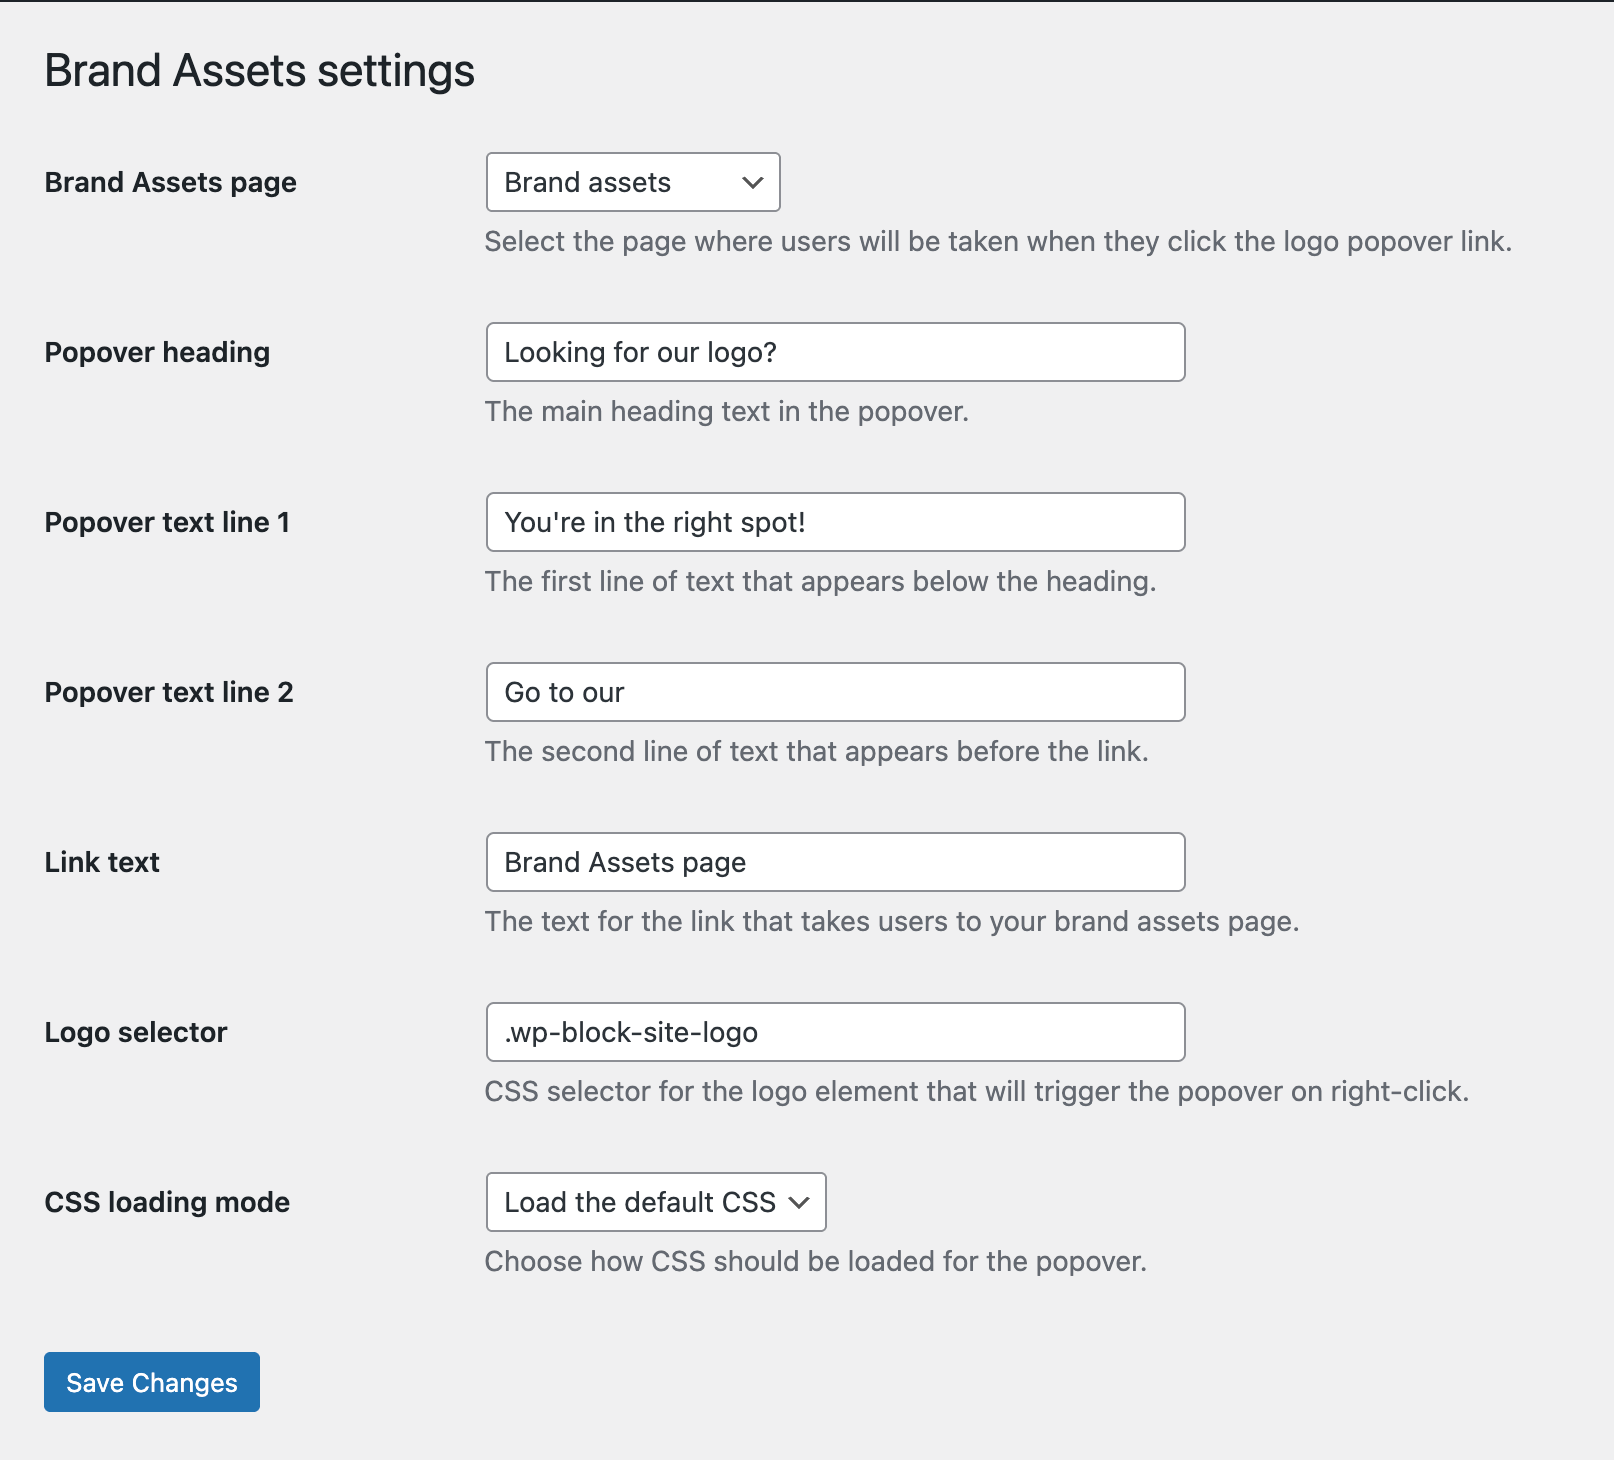 Brand Assets settings
Brand Assets page
Brand assets
Select the page where users will be taken when they click the logo popover link.
Popover heading
Looking for our logo?
The main heading text in the popover.
Popover text line 1
You're in the right spot!
The first line of text that appears below the heading.
Popover text line 2
Go to our
The second line of text that appears before the link.
Link text
Brand Assets page
The text for the link that takes users to your brand assets page.
Logo selector
.wp-block-site-logo
CSS selector for the logo element that will trigger the popover on right-click.
CSS loading mode
Load the default CSS
Choose how CSS should be loaded for the popover.
Save Changes